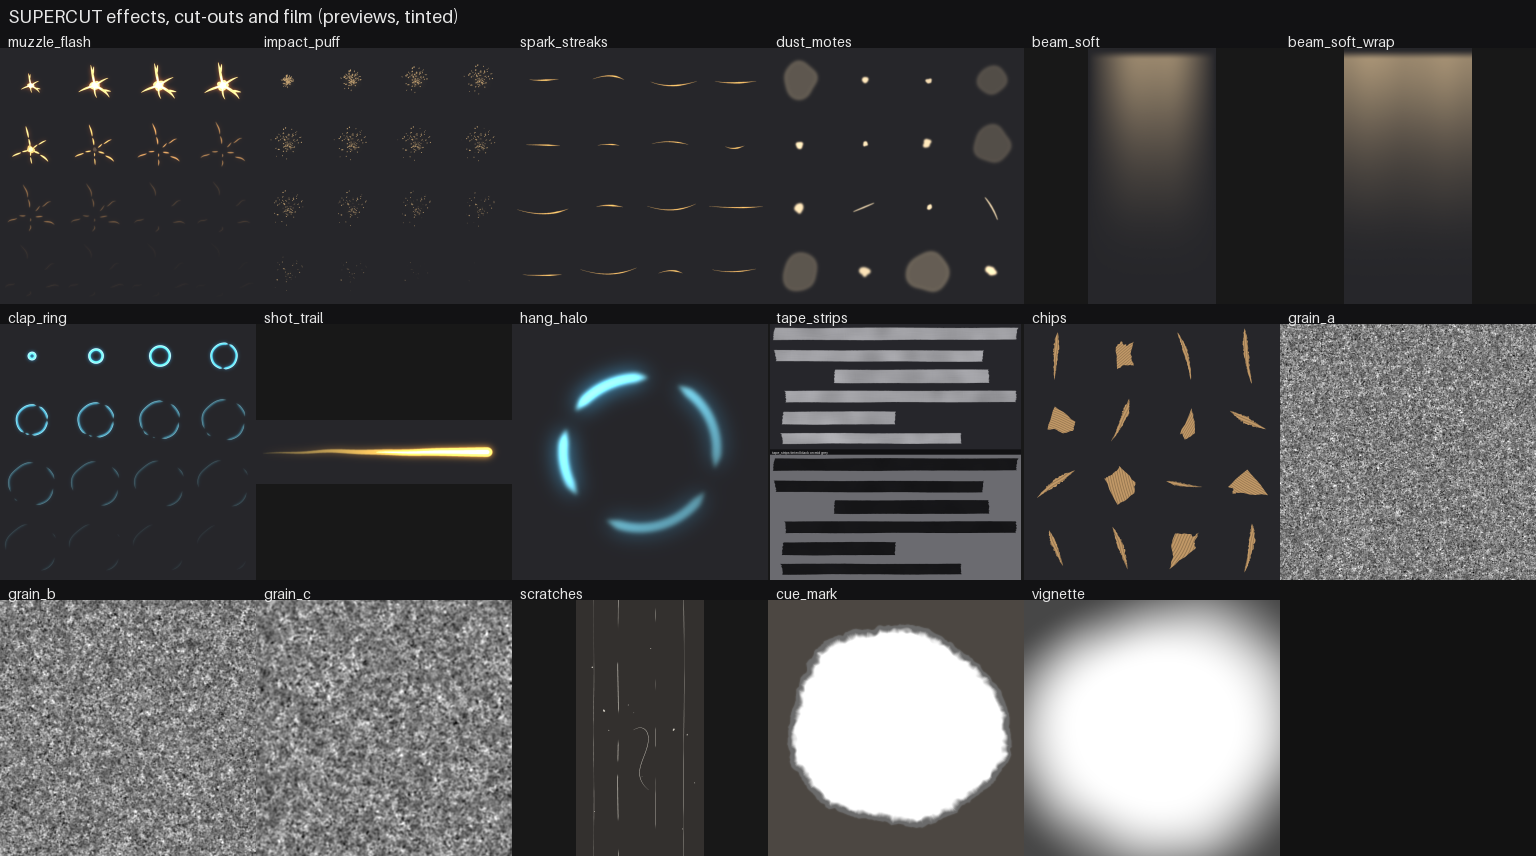 SUPERCUT effects, cut-outs and film (previews, tinted)
muzzle_flash
impact_puff
spark_streaks
dust_motes
beam_soft
beam_soft_wrap
clap_ring
shot_trail
hang_halo
tape_strips
chips
grain_a
grain_b
grain_c
scratches
cue_mark
vignette